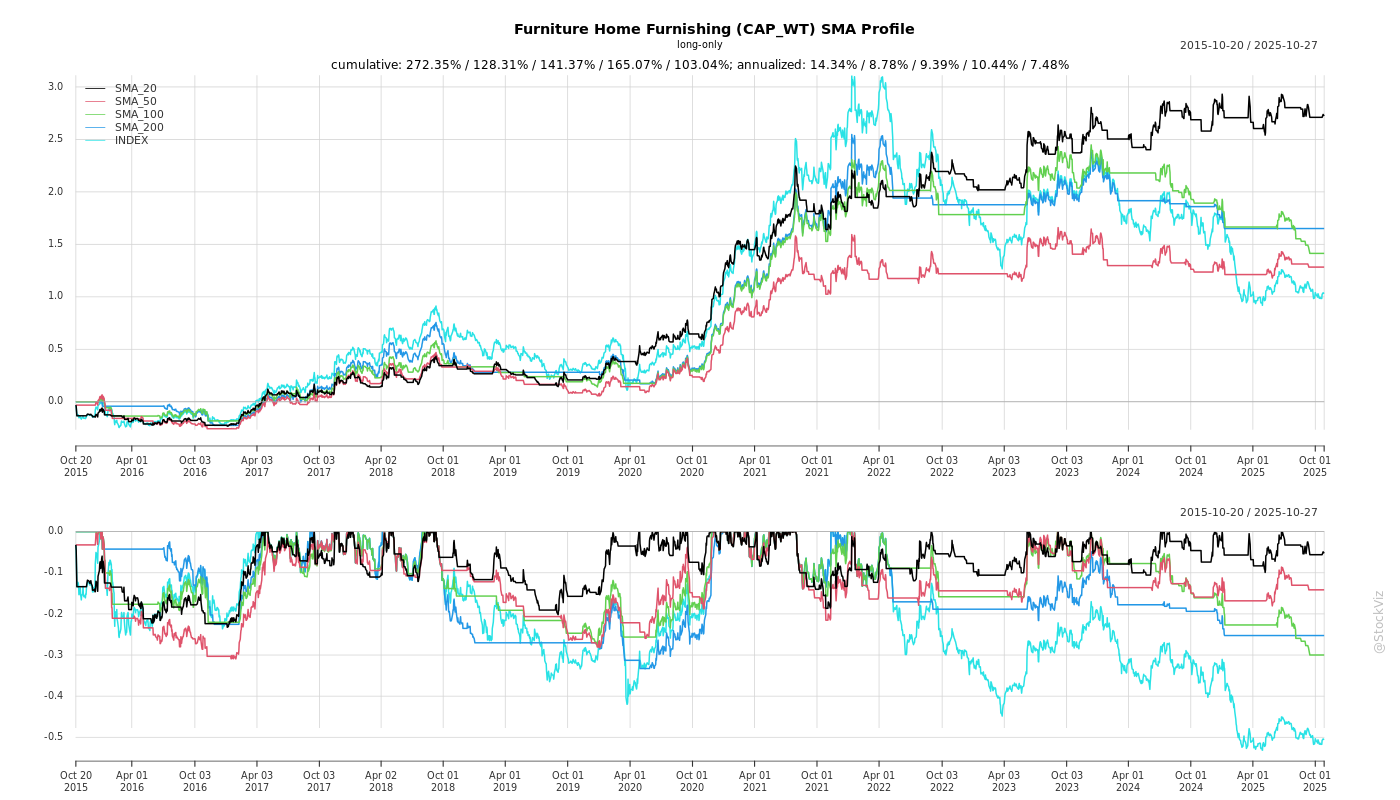 Furniture Home Furnishing (CAP_WT) SMA Profile
long-only
2015-10-20 / 2025-10-27
cumulative: 272.35% / 128.31% / 141.37% / 165.07% / 103.04%; annualized: 14.34% / 8.78% / 9.39% / 10.44% / 7.48%
SMA_20
SMA_50
SMA_100
SMA_200
INDEX
3.0
2.5
2.0
1.5
1.0
0.5
0.0
Oct 20 Apr 01 Oct 03 Apr 03 Oct 03 Apr 02 Oct 01 Apr 01 Oct 01 Apr 01 Oct 01 Apr 01 Oct 01 Apr 01 Oct 03 Apr 03 Oct 03 Apr 01 Oct 01 Apr 01 Oct 01
2015 2016 2016 2017 2017 2018 2018 2019 2019 2020 2020 2021 2021 2022 2022 2023 2023 2024 2024 2025 2025
2015-10-20 / 2025-10-27
0.0
-0.1
-0.2
-0.3
-0.4
-0.5
Oct 20 Apr 01 Oct 03 Apr 03 Oct 03 Apr 02 Oct 01 Apr 01 Oct 01 Apr 01 Oct 01 Apr 01 Oct 01 Apr 01 Oct 03 Apr 03 Oct 03 Apr 01 Oct 01 Apr 01 Oct 01
2015 2016 2016 2017 2017 2018 2018 2019 2019 2020 2020 2021 2021 2022 2022 2023 2023 2024 2024 2025 2025
@StockViz